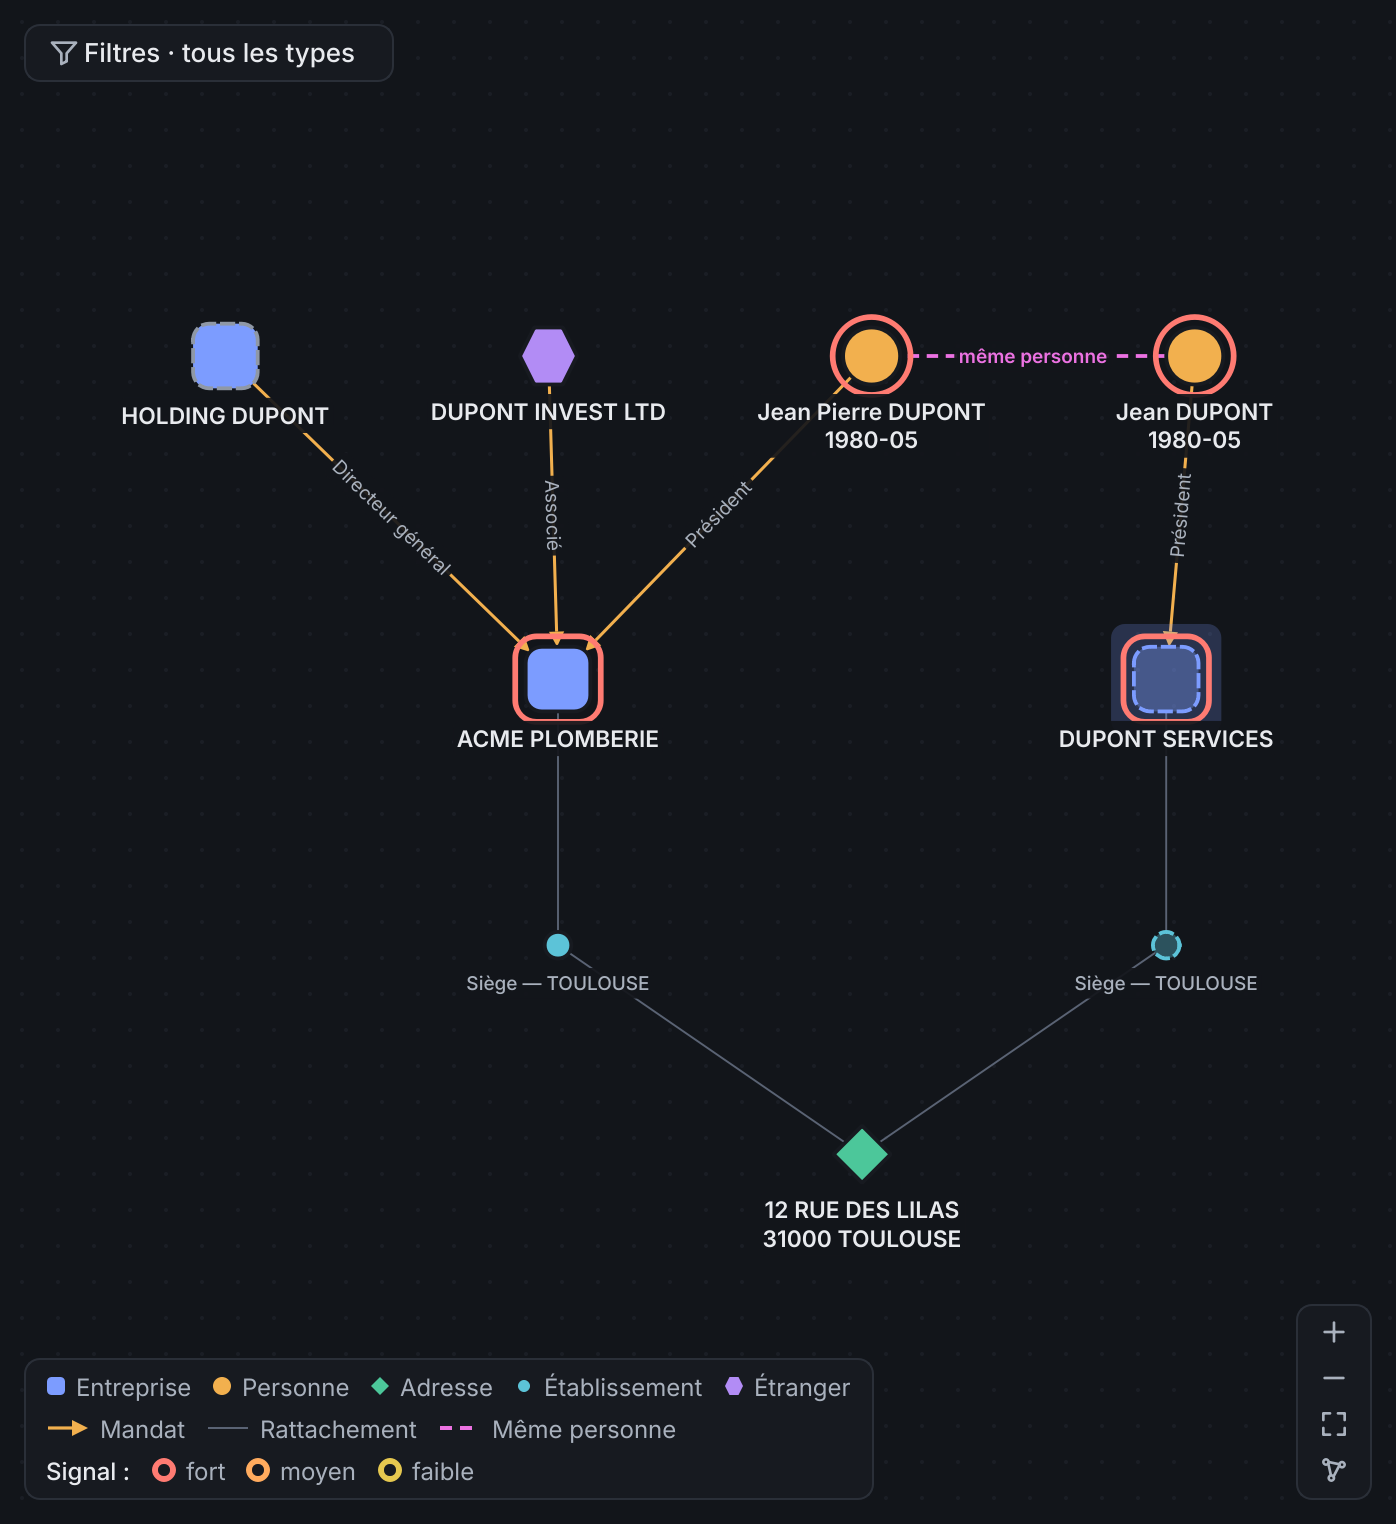 Filtres · tous les types
HOLDING DUPONT
DUPONT INVEST LTD
Jean Pierre DUPONT
1980-05
même personne
Jean DUPONT
1980-05
Directeur général
Associé
Président
Président
ACME PLOMBERIE
DUPONT SERVICES
Siège — TOULOUSE
Siège — TOULOUSE
12 RUE DES LILAS
31000 TOULOUSE
Entreprise Personne Adresse Établissement Étranger
Mandat Rattachement Même personne
Signal : fort moyen faible